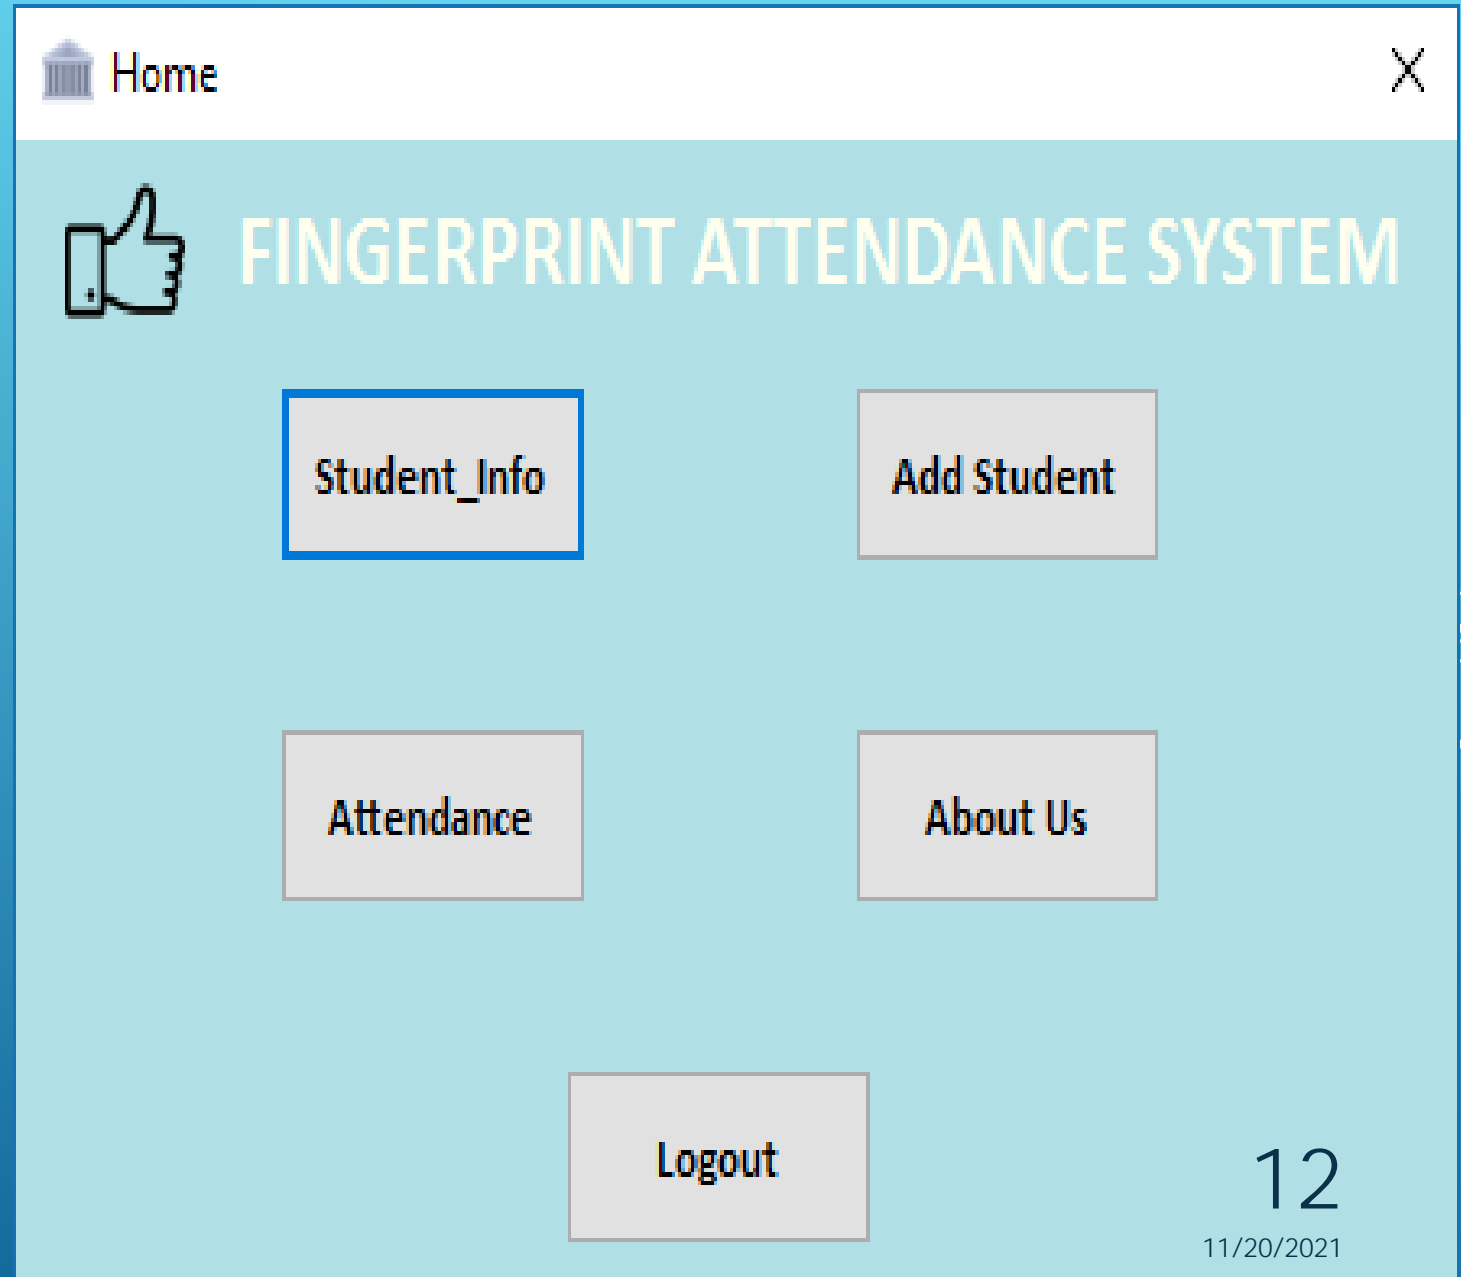 Home X
FINGERPRINT ATTENDANCE SYSTEM
Student_Info Add Student
Attendance About Us
Logout
12
11/20/2021